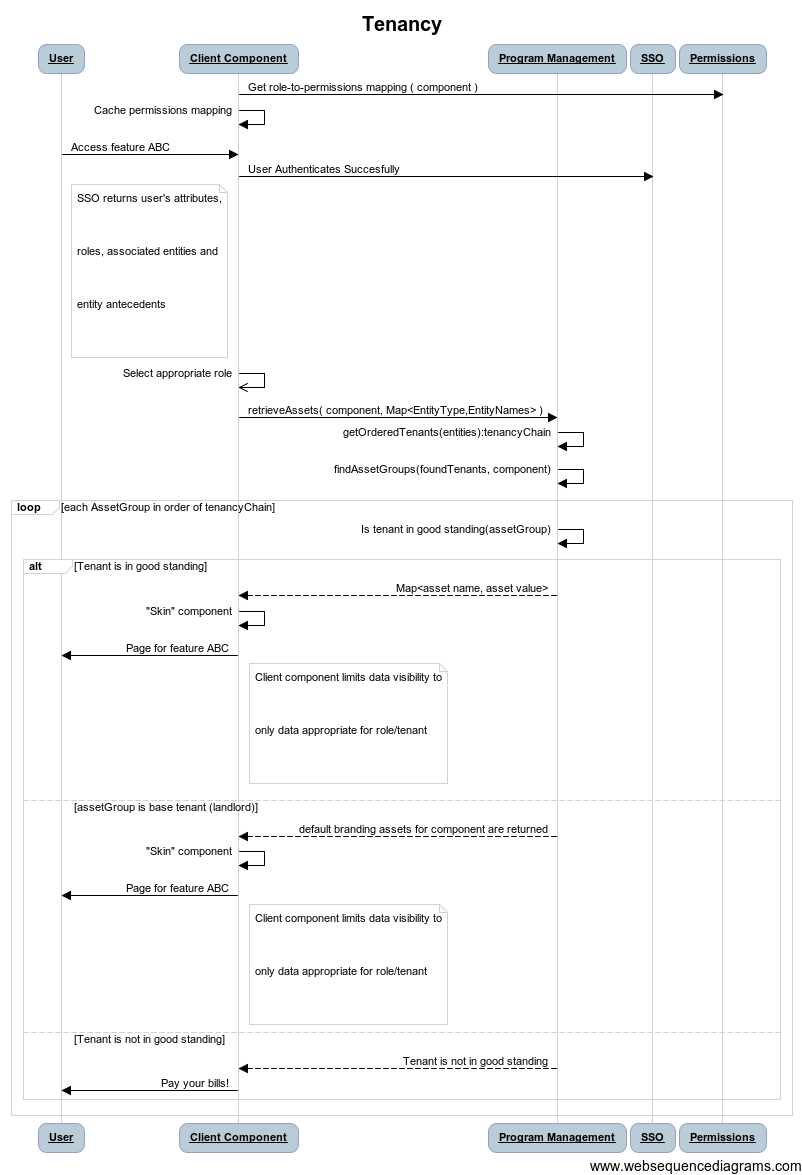 Tenancy
User
Client Component
Program Management
SSO
Permissions
Get role-to-permissions mapping ( component )
Cache permissions mapping
Access feature ABC
User Authenticates Succesfully
SSO returns user's attributes,
roles, associated entities and
entity antecedents
Select appropriate role
retrieveAssets( component, Map<EntityType,EntityNames> )
getOrderedTenants(entities):tenancyChain
findAssetGroups(foundTenants, component)
loop
[each AssetGroup in order of tenancyChain]
Is tenant in good standing(assetGroup)
alt
[Tenant is in good standing]
Map<asset name, asset value>
"Skin" component
Page for feature ABC
Client component limits data visibility to
only data appropriate for role/tenant
[assetGroup is base tenant (landlord)]
default branding assets for component are returned
"Skin" component
Page for feature ABC
Client component limits data visibility to
only data appropriate for role/tenant
[Tenant is not in good standing]
Tenant is not in good standing
Pay your bills!
User
Client Component
Program Management
SSO
Permissions
www.websequencediagrams.com